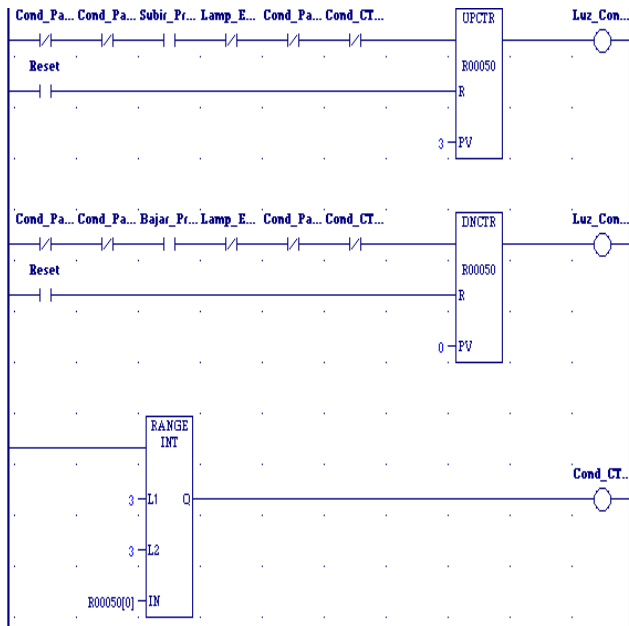 Cond_Pa... Cond_Pa... Subir_Pr... Lamp_E... Cond_Pa... Cond_CT... UPCTR Luz_Con...
Reset R00050
R
3 PV
Cond_Pa... Cond_Pa... Bajar_Pr... Lamp_E... Cond_Pa... Cond_CT... DNCTR Luz_Con...
Reset R00050
R
0 PV
RANGE
INT
Cond_CT...
3 L1 Q
3 L2
R00050[0] IN